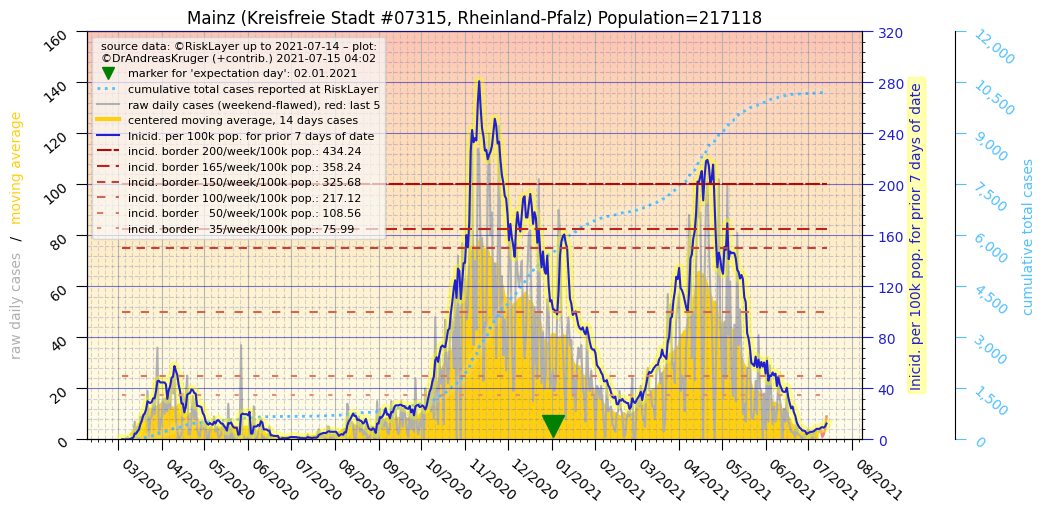 Mainz (Kreisfreie Stadt #07315, Rheinland-Pfalz) Population=217118
source data: ©RiskLayer up to 2021-07-14 – plot:
©DrAndreasKruger (+contrib.) 2021-07-15 04:02
marker for 'expectation day': 02.01.2021
cumulative total cases reported at RiskLayer
raw daily cases (weekend-flawed), red: last 5
centered moving average, 14 days cases
Inicid. per 100k pop. for prior 7 days of date
incid. border 200/week/100k pop.: 434.24
incid. border 165/week/100k pop.: 358.24
incid. border 150/week/100k pop.: 325.68
incid. border 100/week/100k pop.: 217.12
incid. border   50/week/100k pop.: 108.56
incid. border   35/week/100k pop.: 75.99
raw daily cases / moving average
160
140
120
100
80
60
40
20
0
320
280
240
200
160
120
80
40
0
Inicid. per 100k pop. for prior 7 days of date
12,000
10,500
9,000
7,500
6,000
4,500
3,000
1,500
0
cumulative total cases
03/2020
04/2020
05/2020
06/2020
07/2020
08/2020
09/2020
10/2020
11/2020
12/2020
01/2021
02/2021
03/2021
04/2021
05/2021
06/2021
07/2021
08/2021